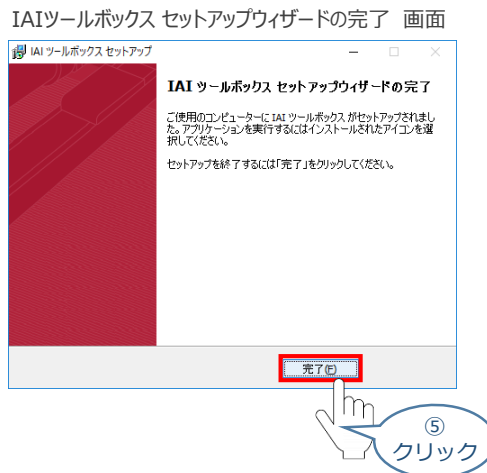 IAIツールボックス セットアップウィザードの完了 画面
IAI ツールボックス セットアップ
IAI ツールボックス セットアップウィザードの完了
ご使用のコンピューターに IAI ツールボックス がセットアップされまし
た。アプリケーションを実行するにはインストールされたアイコンを選
択してください。
セットアップを終了するには「完了」をクリックしてください。
完了(F)
⑤
クリック